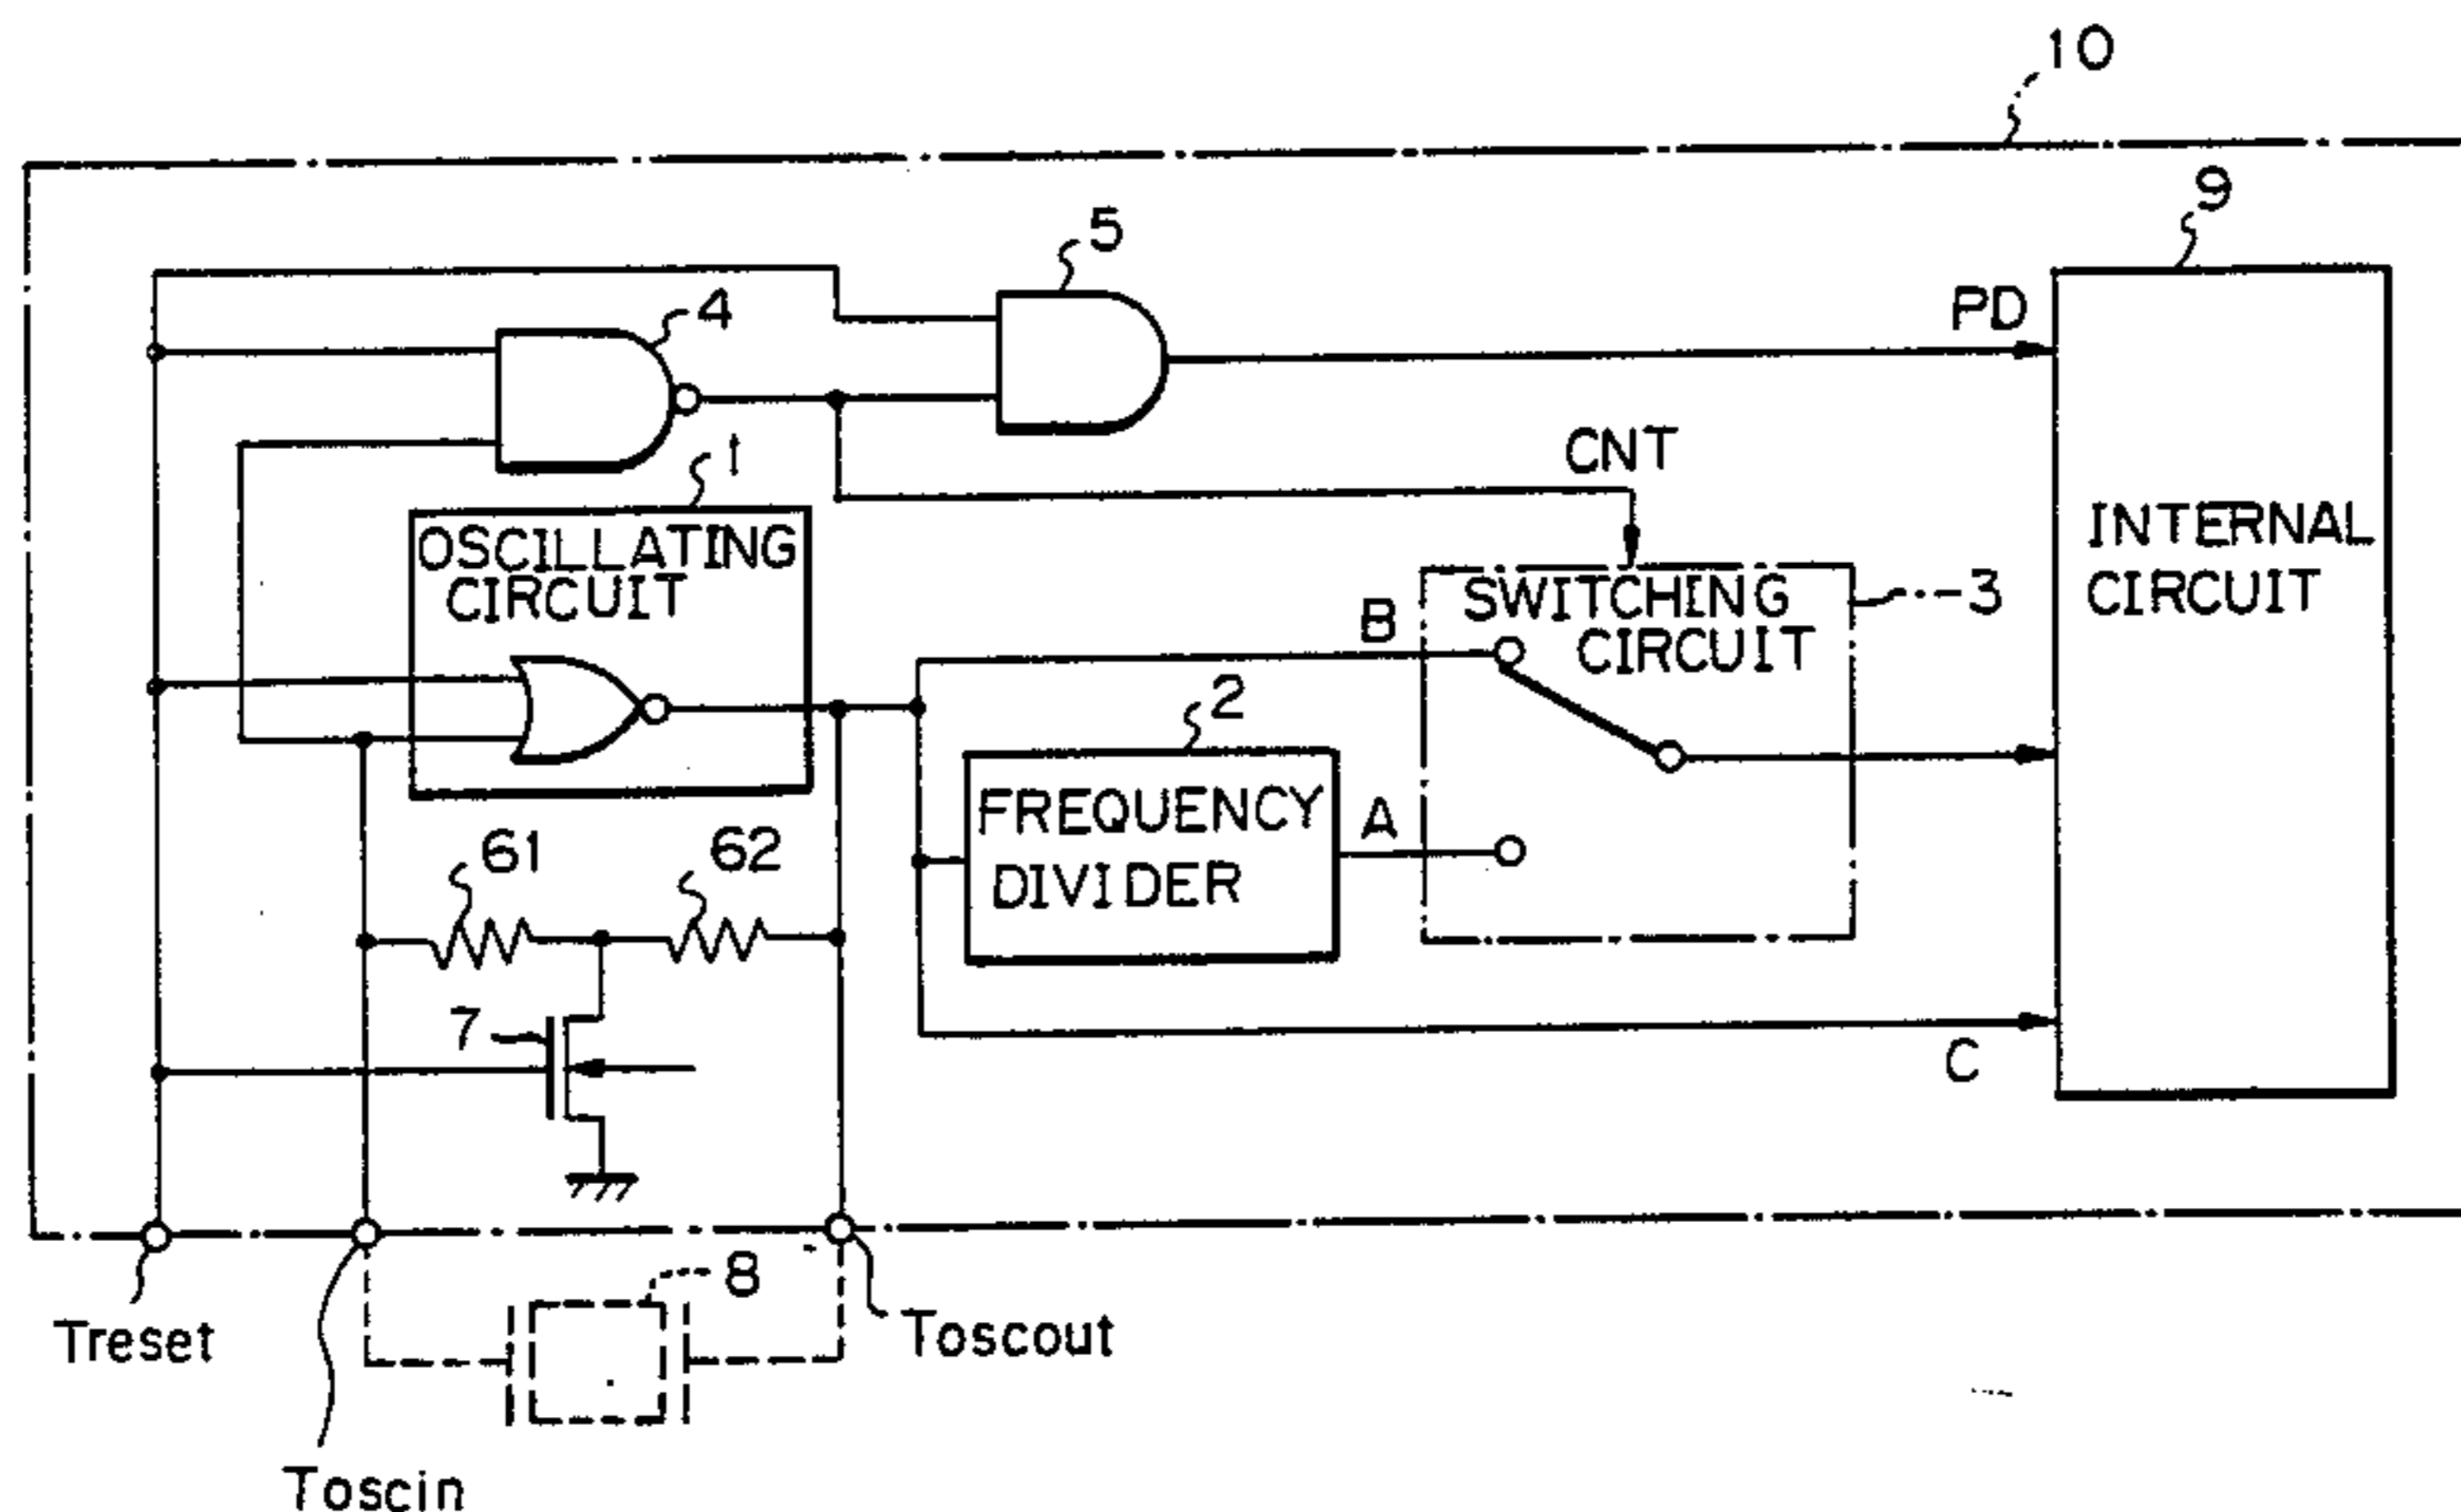 10
9
5
PD
4
CNT
1
OSCILLATING
CIRCUIT
INTERNAL
CIRCUIT
SWITCHING
CIRCUIT
3
B
2
FREQUENCY
DIVIDER
A
61
62
7
C
8
Treset
Toscout
Toscin